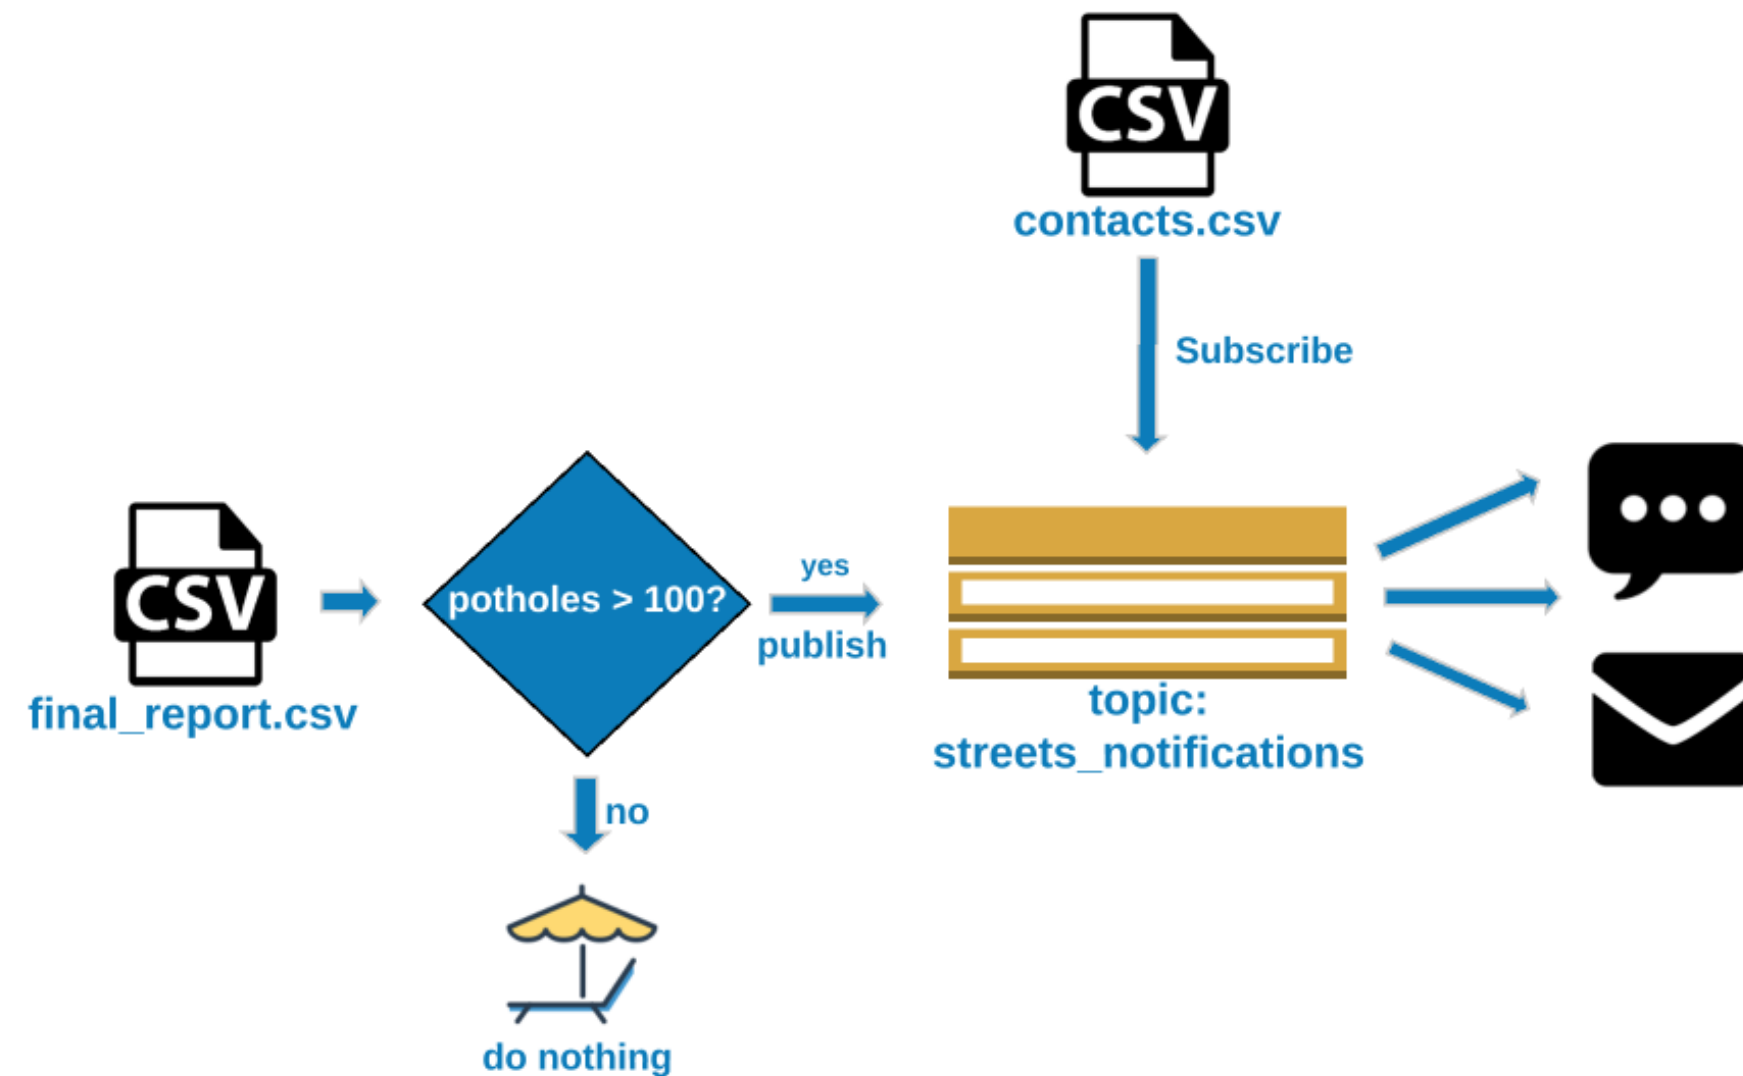 CSV
contacts.csv
Subscribe
CSV
final_report.csv
potholes > 100?
yes
publish
topic:
streets_notifications
no
do nothing